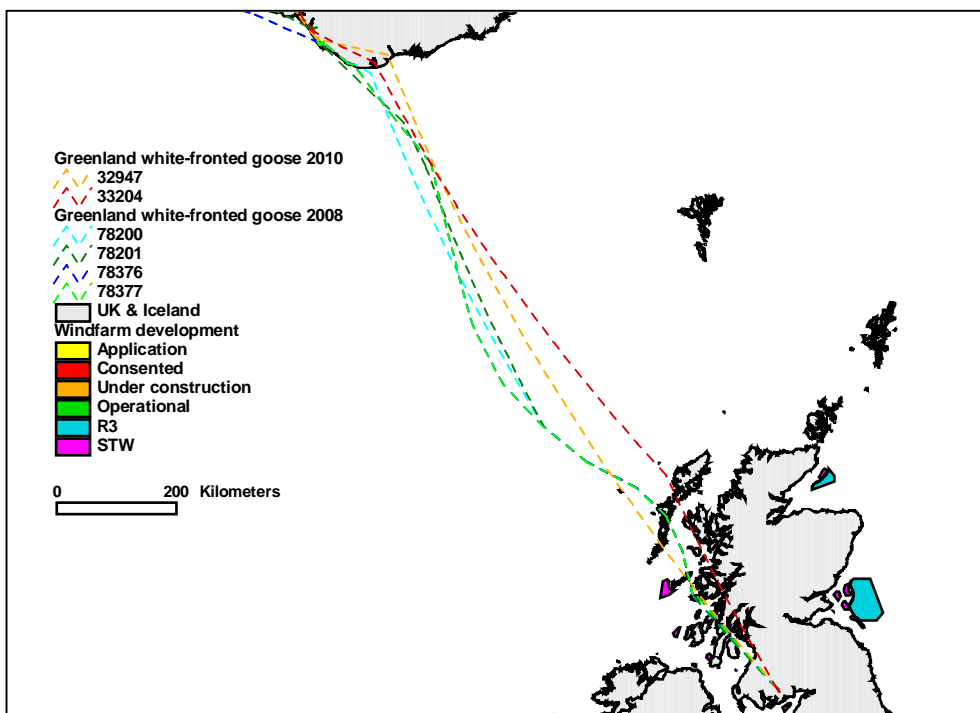 Greenland white-fronted goose 2010
32947
33204
Greenland white-fronted goose 2008
78200
78201
78376
78377
UK & Iceland
Windfarm development
Application
Consented
Under construction
Operational
R3
STW
0 200 Kilometers